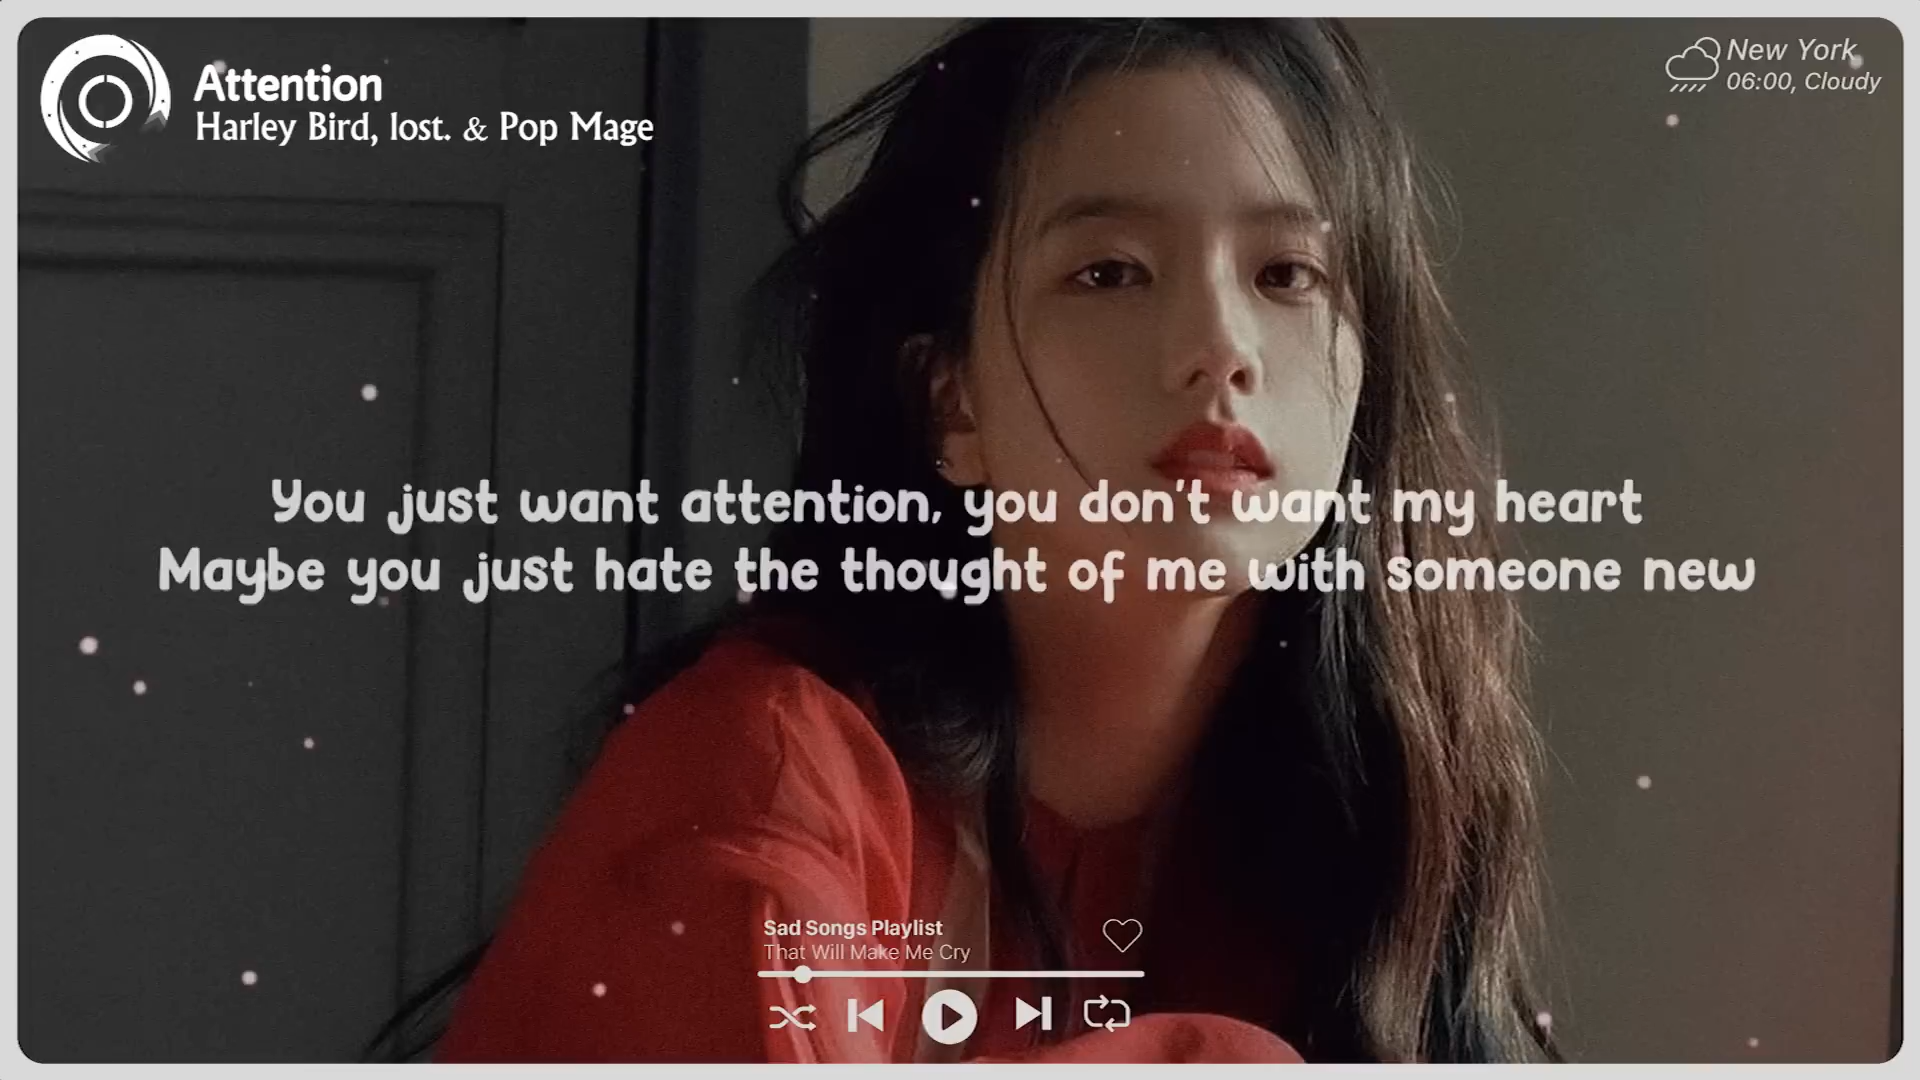 Attention
Harley Bird, lost. & Pop Mage
New York
06:00, Cloudy
You just want attention, you don't want my heart
Maybe you just hate the thought of me with someone new
Sad Songs Playlist
That Will Make Me Cry